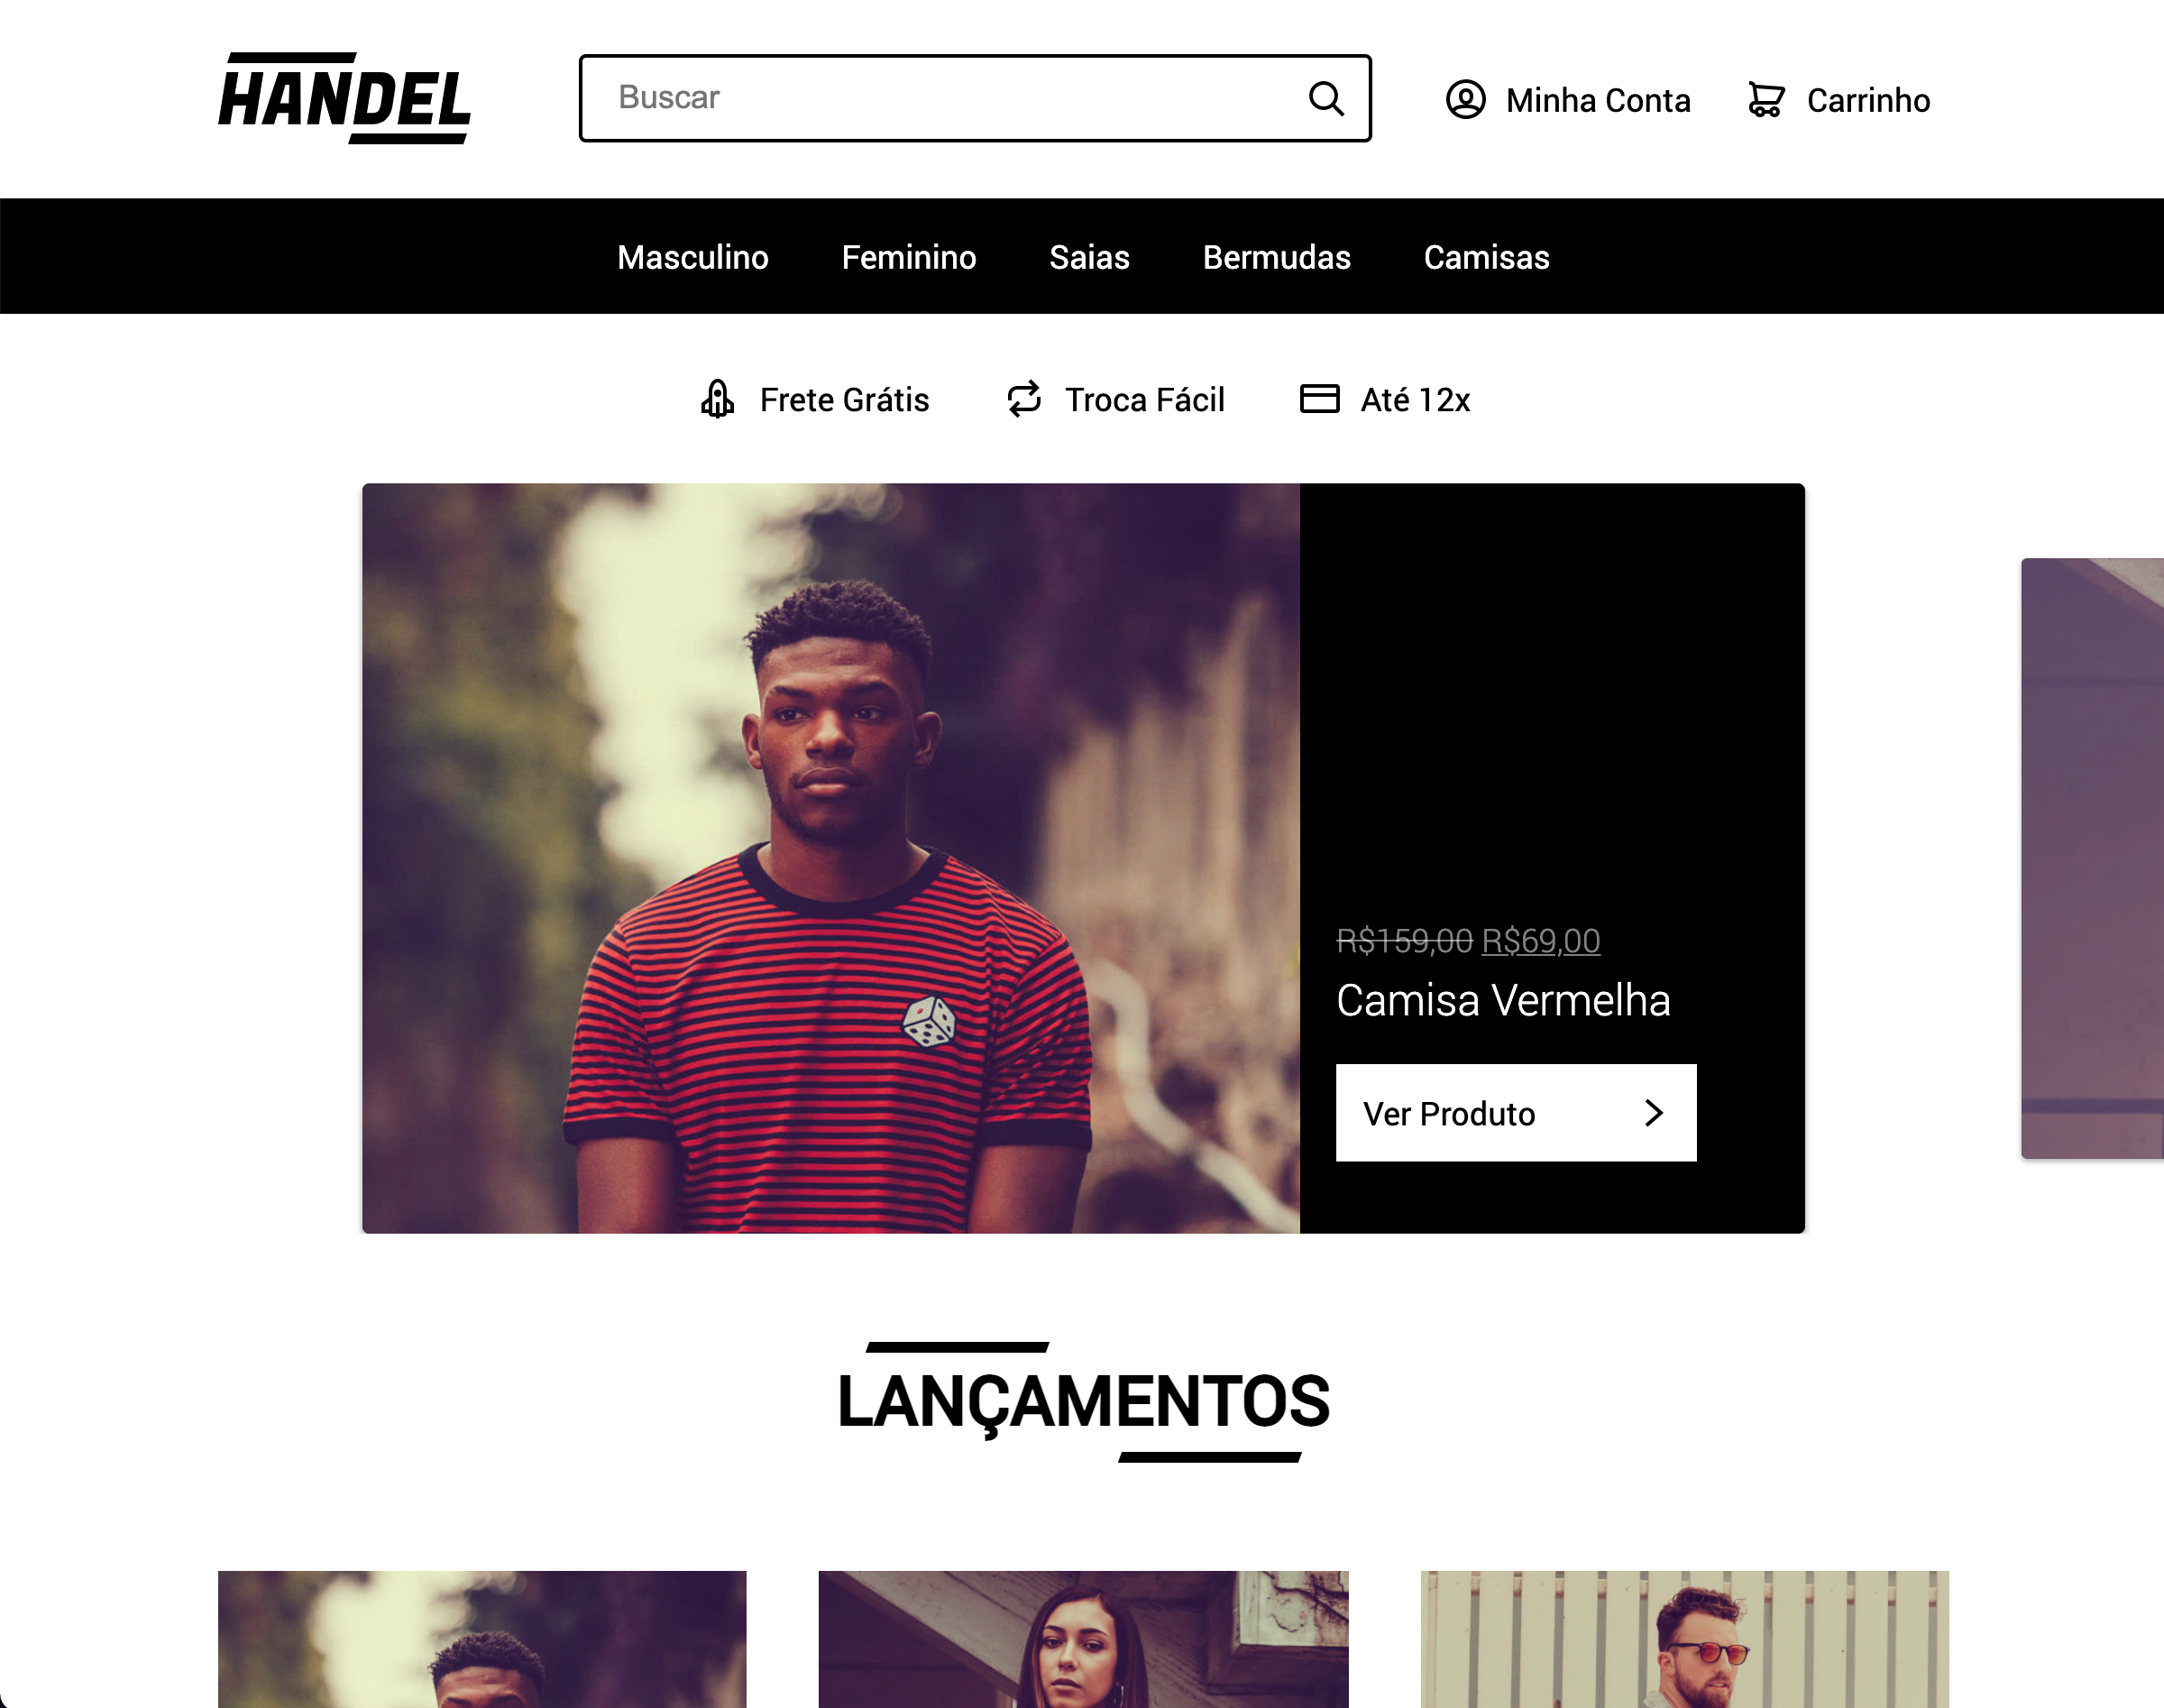 HANDEL
Buscar
Minha Conta
Carrinho
Masculino
Feminino
Saias
Bermudas
Camisas
Frete Grátis
Troca Fácil
Até 12x
R$159,00 R$69,00
Camisa Vermelha
Ver Produto
LANÇAMENTOS